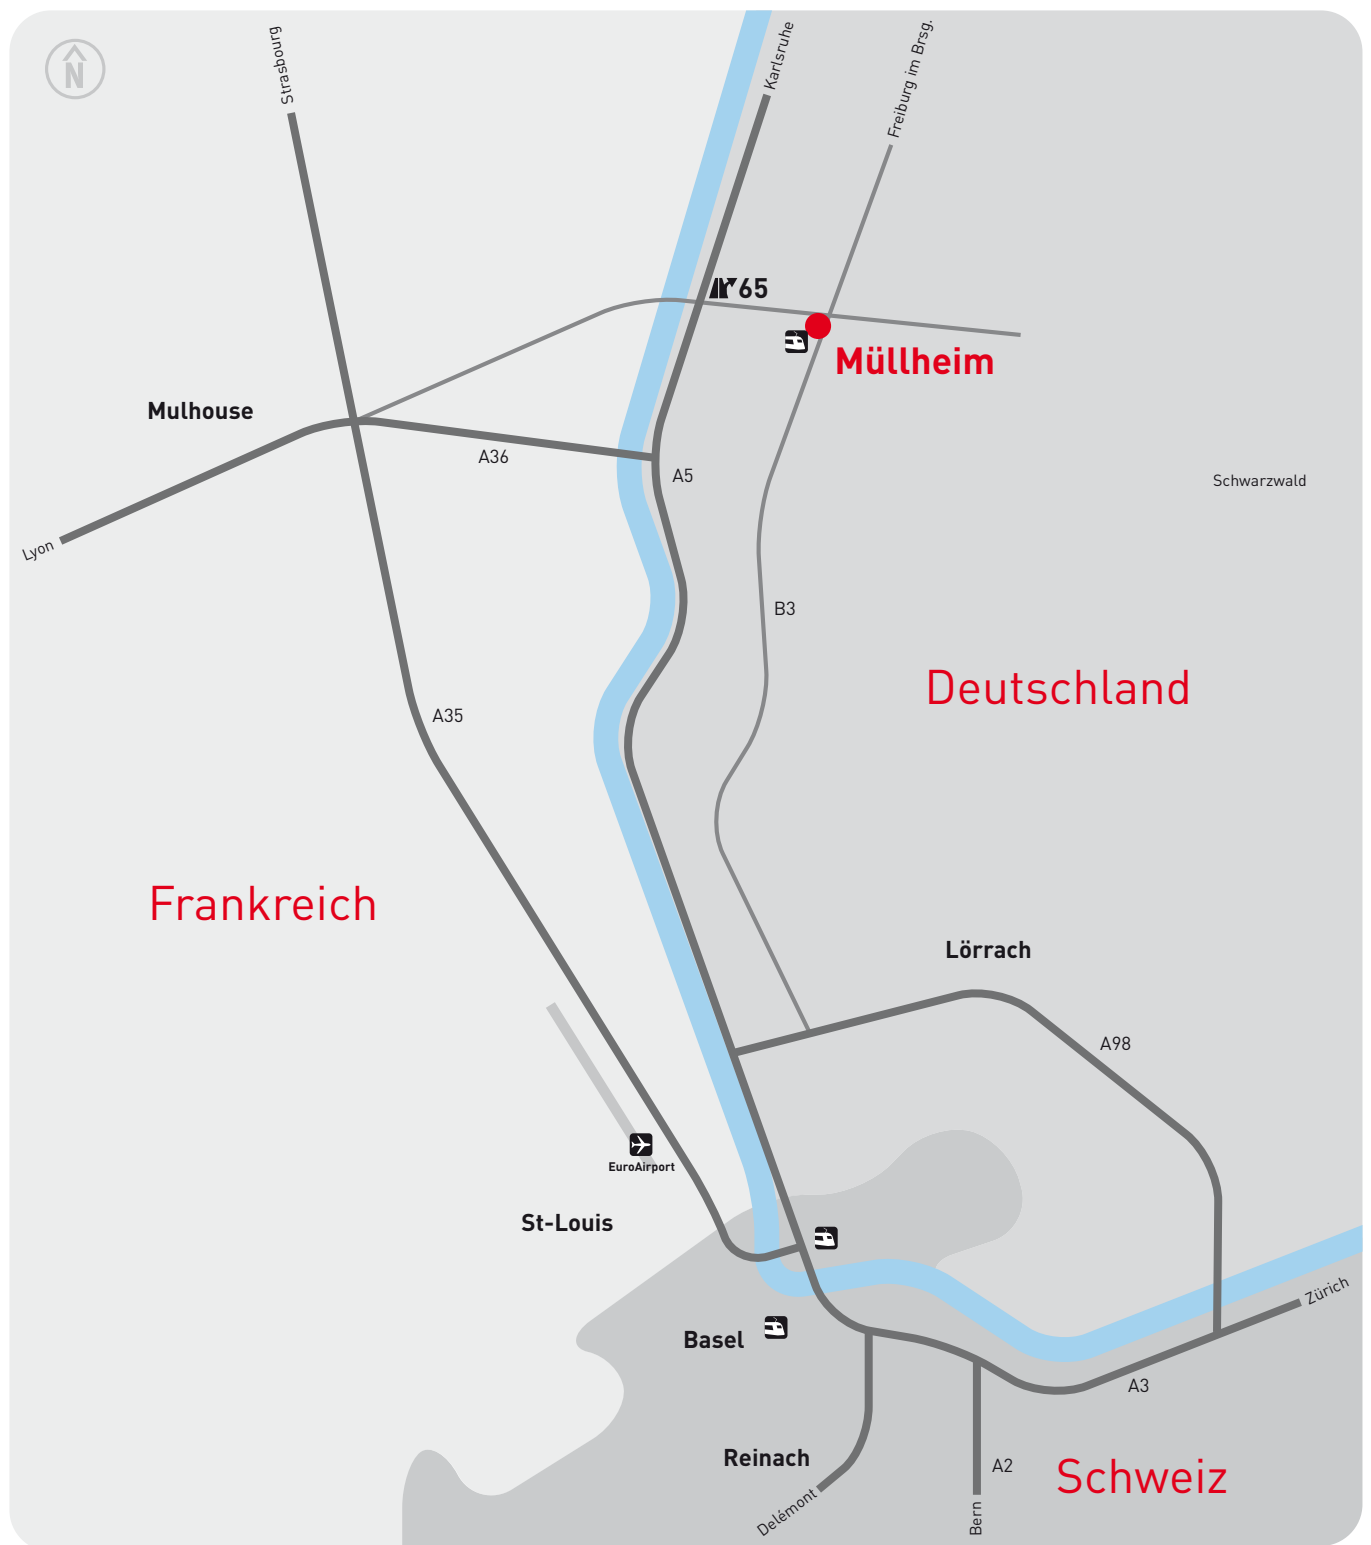 N
Strasbourg
Karlsruhe
Freiburg im Brsg.
65
Müllheim
Mulhouse
A36
A5
Schwarzwald
Lyon
B3
Deutschland
A35
Frankreich
Lörrach
A98
EuroAirport
St-Louis
Zürich
Basel
A3
Reinach
A2
Schweiz
Delémont
Bern